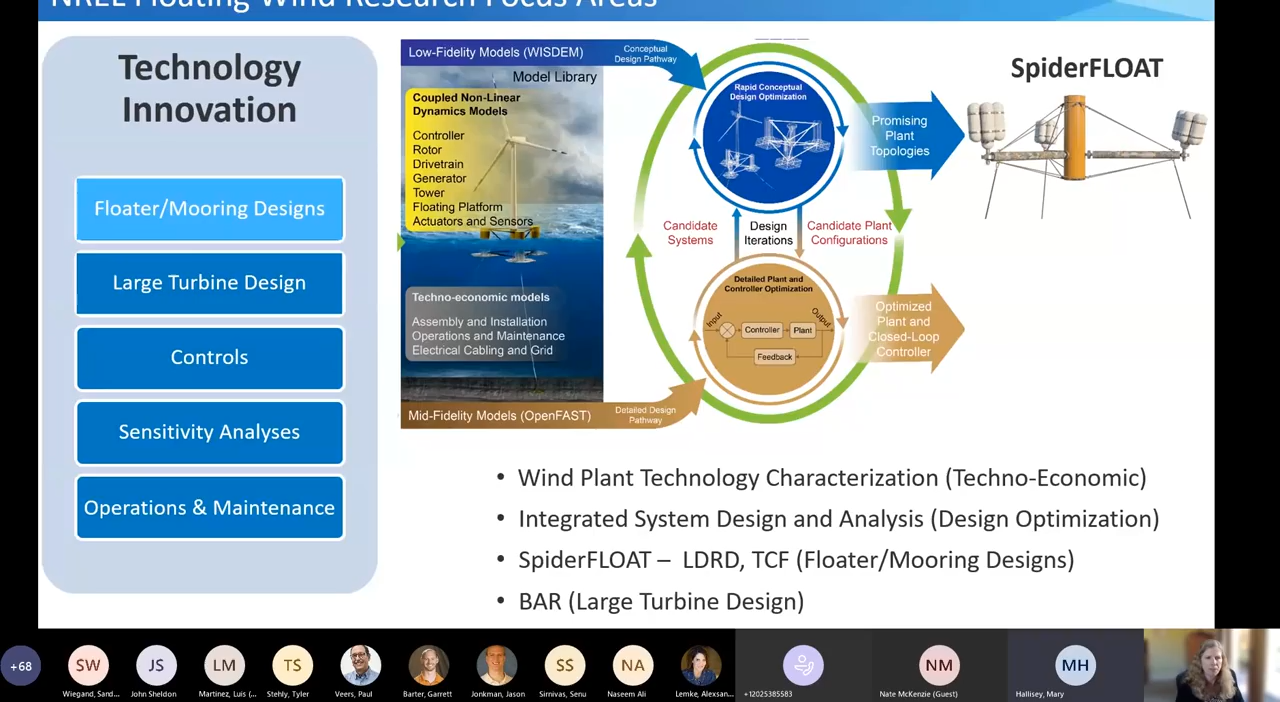 NREL Floating Wind Research Focus Areas
Technology
Innovation
Floater/Mooring Designs
Large Turbine Design
Controls
Sensitivity Analyses
Operations & Maintenance
Low-Fidelity Models (WISDEM)
Conceptual
Design Pathway
Model Library
Coupled Non-Linear
Dynamics Models
Controller
Rotor
Drivetrain
Generator
Tower
Floating Platform
Actuators and Sensors
Techno-economic models
Assembly and Installation
Operations and Maintenance
Electrical Cabling and Grid
Mid-Fidelity Models (OpenFAST)
Detailed Design
Pathway
Rapid Conceptual
Design Optimization
Candidate
Systems
Design
Iterations
Candidate Plant
Configurations
Detailed Plant and
Controller Optimization
Input
Controller
Plant
Output
Feedback
Promising
Plant
Topologies
Optimized
Plant and
Closed-Loop
Controller
SpiderFLOAT
• Wind Plant Technology Characterization (Techno-Economic)
• Integrated System Design and Analysis (Design Optimization)
• SpiderFLOAT – LDRD, TCF (Floater/Mooring Designs)
• BAR (Large Turbine Design)
+68
SW
JS
LM
TS
SS
NA
NM
MH
Wiegand, Sand...
John Sheldon
Martinez, Luis (...
Stehly, Tyler
Veers, Paul
Barter, Garrett
Jonkman, Jason
Sirnivas, Senu
Naseem Ali
Lemke, Alexsan...
+12025385583
Nate McKenzie (Guest)
Hallisey, Mary